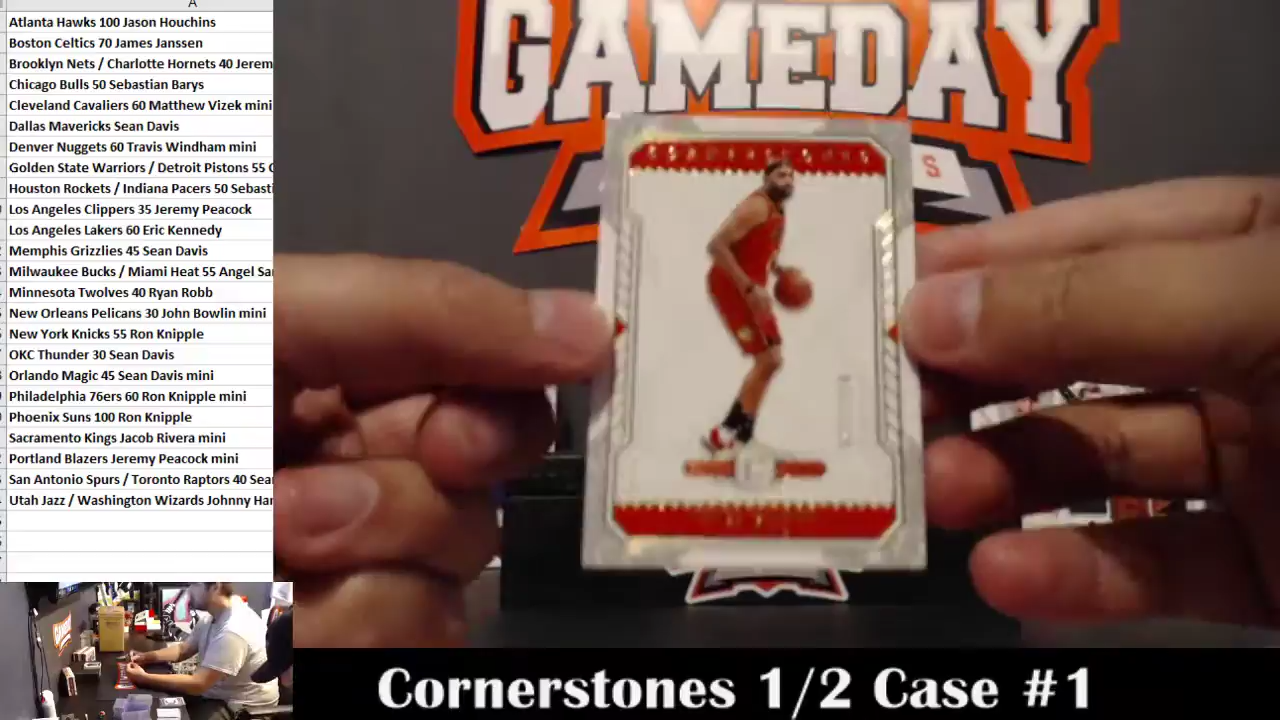 A
Atlanta Hawks 100 Jason Houchins
Boston Celtics 70 James Janssen
Brooklyn Nets / Charlotte Hornets 40 Jerem
Chicago Bulls 50 Sebastian Barys
Cleveland Cavaliers 60 Matthew Vizek mini
Dallas Mavericks Sean Davis
Denver Nuggets 60 Travis Windham mini
Golden State Warriors / Detroit Pistons 55
Houston Rockets / Indiana Pacers 50 Sebasti
Los Angeles Clippers 35 Jeremy Peacock
Los Angeles Lakers 60 Eric Kennedy
Memphis Grizzlies 45 Sean Davis
Milwaukee Bucks / Miami Heat 55 Angel Sa
Minnesota Twolves 40 Ryan Robb
New Orleans Pelicans 30 John Bowlin mini
New York Knicks 55 Ron Knipple
OKC Thunder 30 Sean Davis
Orlando Magic 45 Sean Davis mini
Philadelphia 76ers 60 Ron Knipple mini
Phoenix Suns 100 Ron Knipple
Sacramento Kings Jacob Rivera mini
Portland Blazers Jeremy Peacock mini
San Antonio Spurs / Toronto Raptors 40 Sea
Utah Jazz / Washington Wizards Johnny Ha
GAMEDAY
S
CORNERSTONES
GAMEDAY
Cornerstones 1/2 Case #1